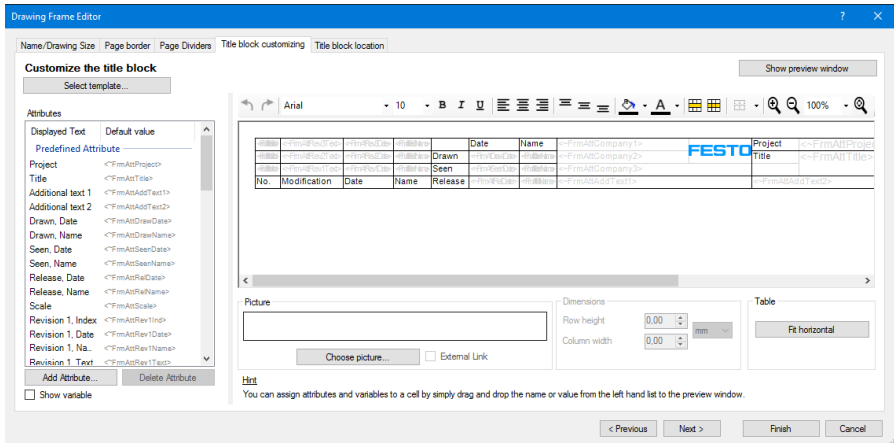 Drawing Frame Editor
Name/Drawing Size Page border Page Dividers Title block customizing Title block location
Customize the title block
Show preview window
Select template...
Arial 10 B I U A 100%
Attributes
Displayed Text Default value
Predefined Attribute
Project <~FrmAttProject>
Title <~FrmAttTitle>
Additional text 1 <~FrmAttAddText1>
Additional text 2 <~FrmAttAddText2>
Drawn, Date <~FrmAttDrawDate>
Drawn, Name <~FrmAttDrawName>
Seen, Date <~FrmAttSeenDate>
Seen, Name <~FrmAttSeenName>
Release, Date <~FrmAttRelDate>
Release, Name <~FrmAttRelName>
Scale <~FrmAttScale>
Revision 1, Index <~FrmAttRev1Ind>
Revision 1, Date <~FrmAttRev1Date>
Revision 1, Na... <~FrmAttRev1Name>
Revision 1, Text <~FrmAttRev1Text>
Add Attribute... Delete Attribute
Show variable
Date Name <~FrmAttCompany1> Project <~FrmAttProje
Drawn <~FrmAttCompany2> FESTO Title <~FrmAttTitle>
Seen <~FrmAttCompany3>
No. Modification Date Name Release <~FrmAttAddText1> <~FrmAttAddText2>
Picture
Choose picture... External Link
Dimensions
Row height 0,00
mm
Column width 0,00
Table
Fit horizontal
Hint
You can assign attributes and variables to a cell by simply drag and drop the name or value from the left hand list to the preview window.
< Previous Next > Finish Cancel